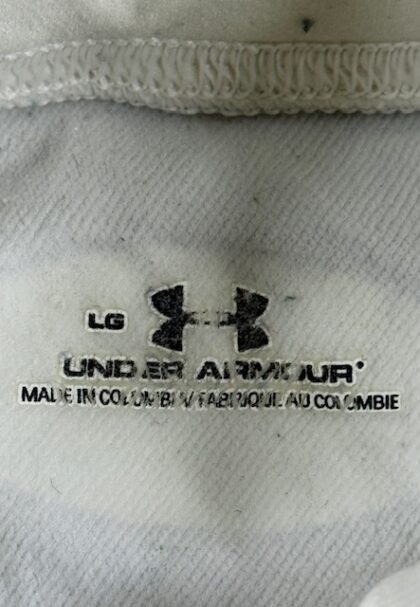 LG
UNDER ARMOUR
MADE IN COLOMBIA/FABRIQUE AU COLOMBIE